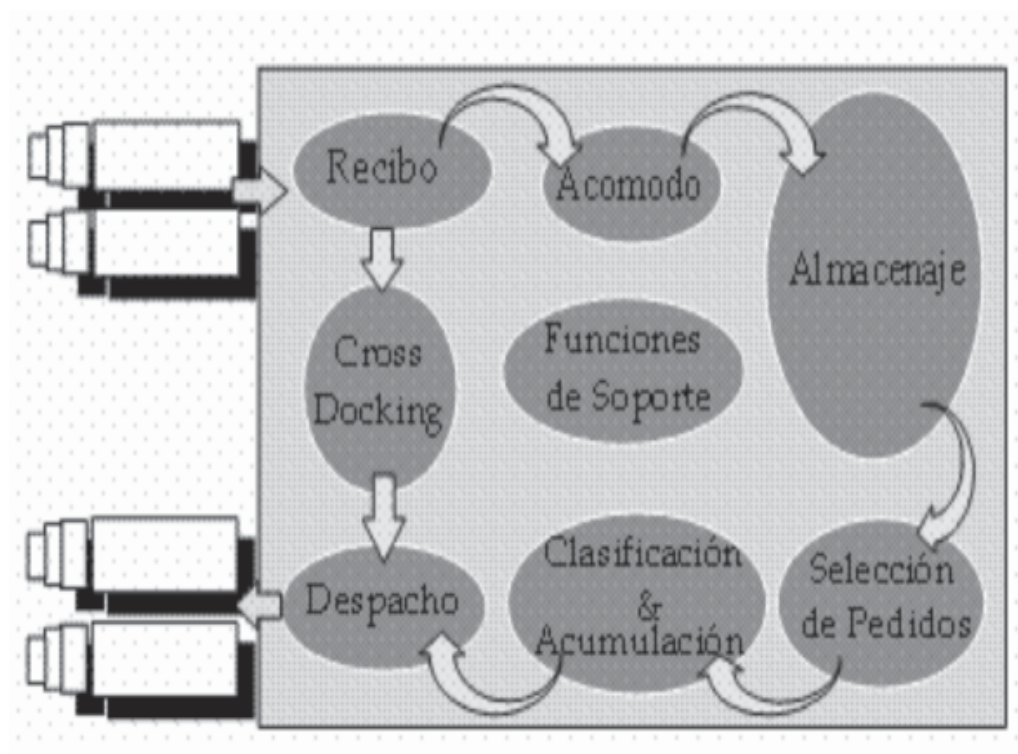 Recibo
Acomodo
Almacenaje
Cross
Docking
Funciones
de Soporte
Despacho
Clasificación
&
Acumulación
Selección
de Pedidos